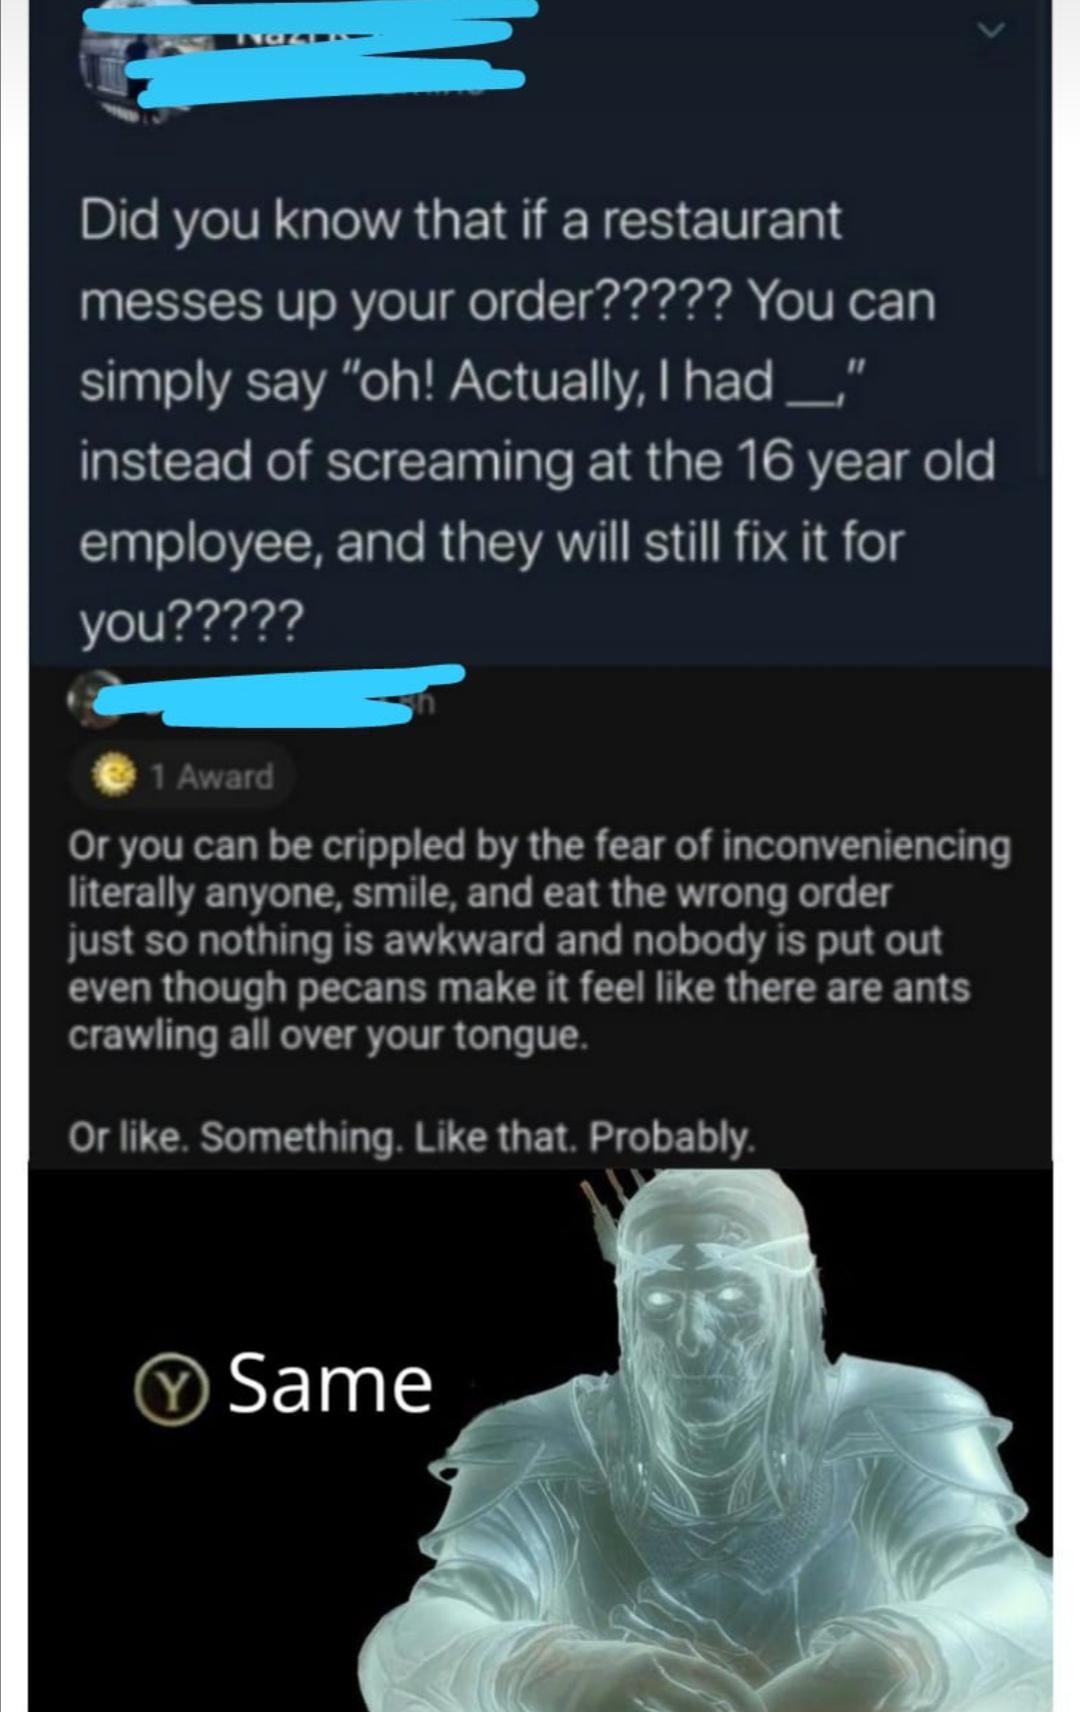 Did you know that if a restaurant
messes up your order????? You can
simply say “oh! Actually, I had __,”
instead of screaming at the 16 year old
employee, and they will still fix it for
you?????
1 Award
Or you can be crippled by the fear of inconveniencing
literally anyone, smile, and eat the wrong order
just so nothing is awkward and nobody is put out
even though pecans make it feel like there are ants
crawling all over your tongue.
Or like. Something. Like that. Probably.
Y Same